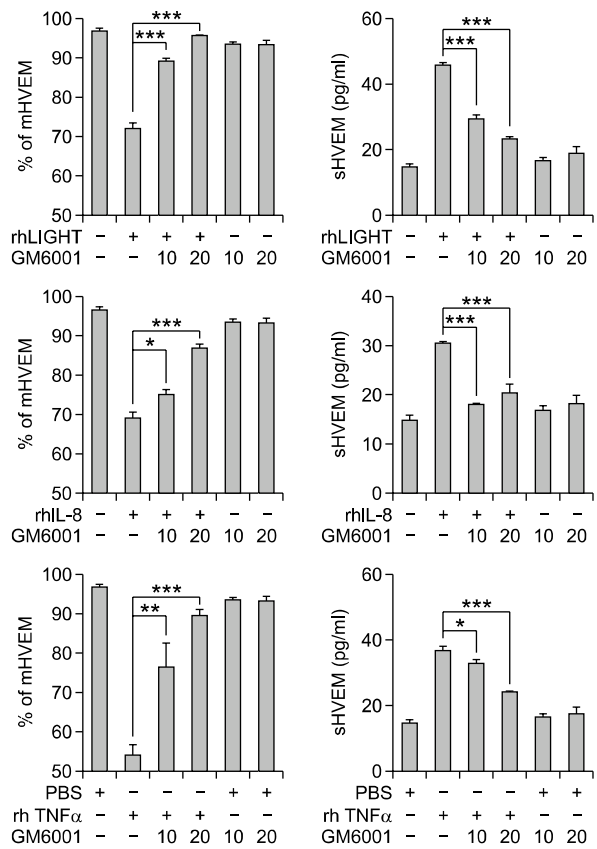 100
90
80
70
60
50
% of mHVEM
***
***
rhLIGHT – + + + – –
GM6001 – – 10 20 10 20
60
40
20
0
sHVEM (pg/ml)
***
***
rhLIGHT – + + + – –
GM6001 – – 10 20 10 20
100
90
80
70
60
50
% of mHVEM
***
*
rhIL-8 – + + + – –
GM6001 – – 10 20 10 20
40
30
20
10
0
sHVEM (pg/ml)
***
***
rhIL-8 – + + + – –
GM6001 – – 10 20 10 20
100
90
80
70
60
50
% of mHVEM
***
**
PBS + – – – + +
rh TNFα – + + + – –
GM6001 – – 10 20 10 20
60
40
20
0
sHVEM (pg/ml)
***
*
PBS + – – – + +
rh TNFα – + + + – –
GM6001 – – 10 20 10 20